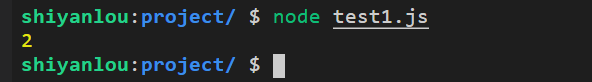 shiyanlou:project/ $ node test1.js
2
shiyanlou:project/ $